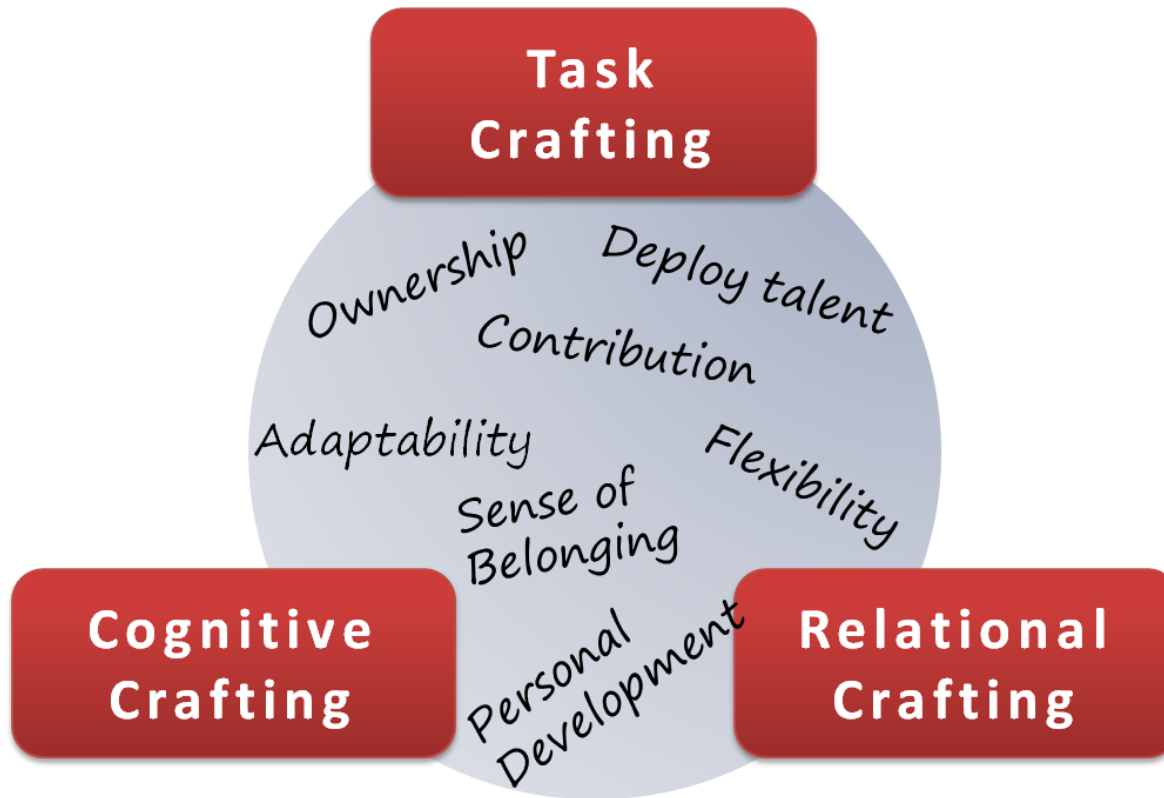 Task
Crafting
Ownership
Deploy talent
Contribution
Adaptability
Flexibility
Sense of
Belonging
Cognitive
Crafting
Personal
Development
Relational
Crafting